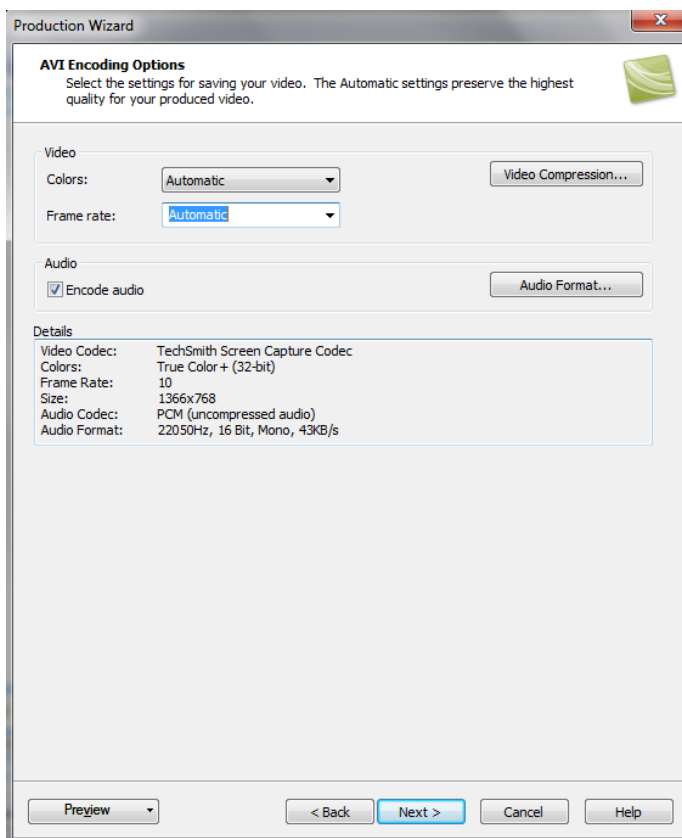 Production Wizard
AVI Encoding Options
Select the settings for saving your video. The Automatic settings preserve the highest
quality for your produced video.
Video
Colors: Automatic Video Compression...
Frame rate: Automatic
Audio
Encode audio Audio Format...
Details
Video Codec: TechSmith Screen Capture Codec
Colors: True Color+ (32-bit)
Frame Rate: 10
Size: 1366x768
Audio Codec: PCM (uncompressed audio)
Audio Format: 22050Hz, 16 Bit, Mono, 43KB/s
Preview < Back Next > Cancel Help